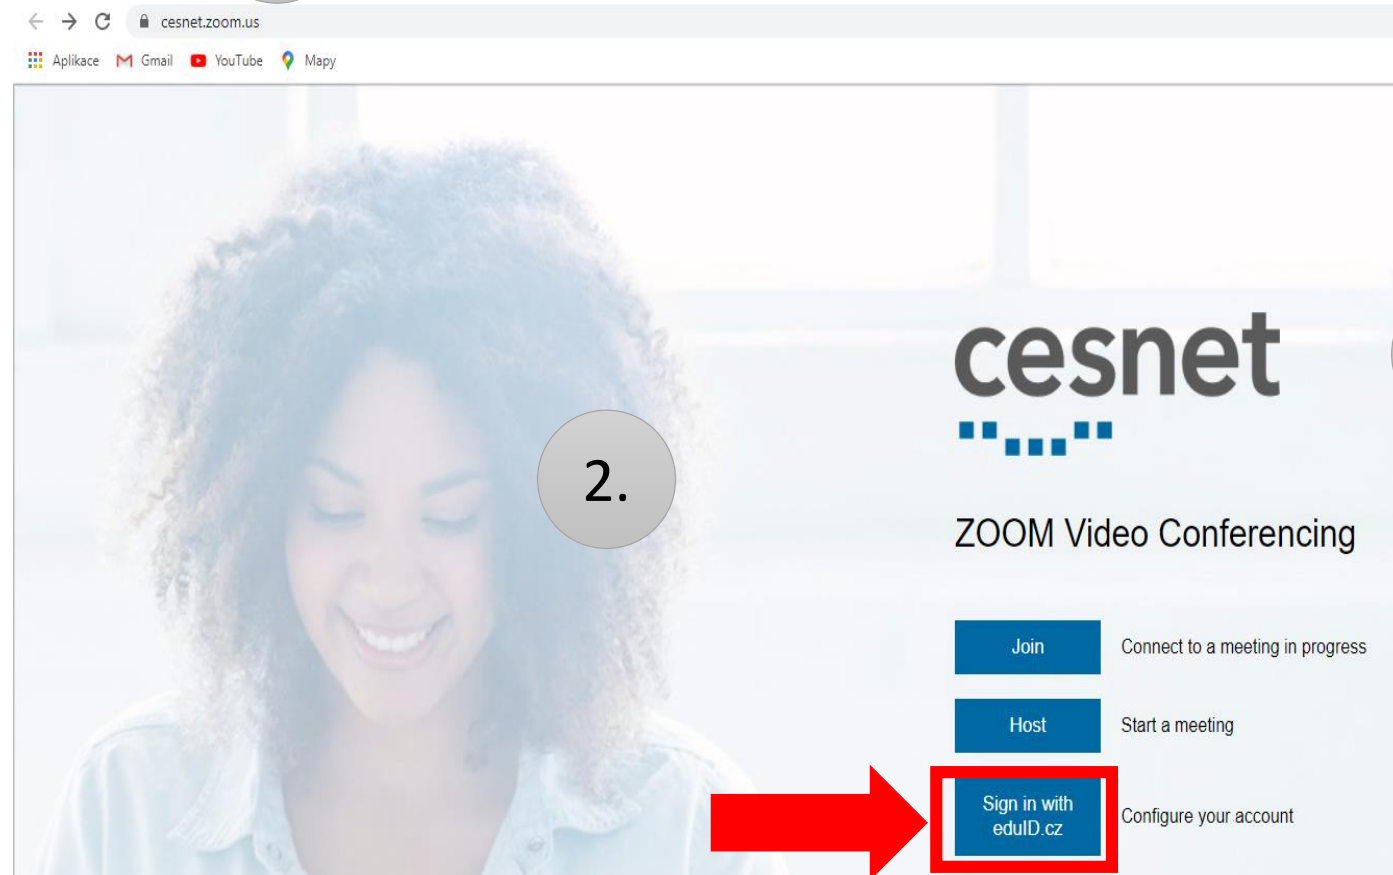 cesnet.zoom.us
Aplikace Gmail YouTube Mapy
cesnet
2.
ZOOM Video Conferencing
Join Connect to a meeting in progress
Host Start a meeting
Sign in with
eduID.cz
Configure your account